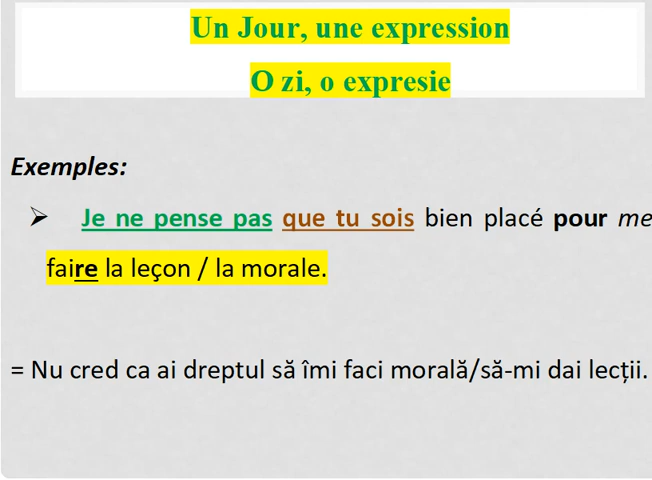 Un Jour, une expression
O zi, o expresie
Exemples:
➢ Je ne pense pas que tu sois bien placé pour me
faire la leçon / la morale.
= Nu cred ca ai dreptul să îmi faci morală/să-mi dai lecții.